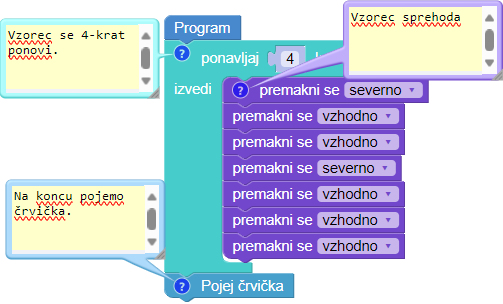 Program
Vzorec se 4-krat
ponovi.
Vzorec sprehoda
? ponavljaj 4
izvedi
? premakni se severno
premakni se vzhodno
premakni se vzhodno
premakni se severno
premakni se vzhodno
premakni se vzhodno
premakni se vzhodno
Na koncu pojemo
črvička.
? Pojej črvička